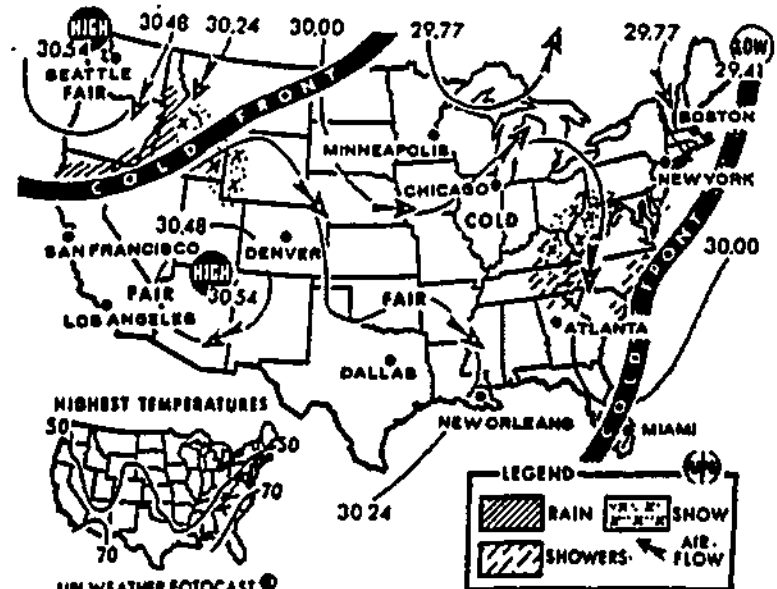 HIGH 30.48 30.24 30.00 29.77 29.77 LOW
30.54 29.41
SEATTLE
FAIR
BOSTON
COLD FRONT
MINNEAPOLIS
NEW YORK
CHICAGO
COLD
30.48
SAN FRANCISCO
DENVER
30.00
HIGH
FAIR
30.54
LOS ANGELES
FAIR
COLD FRONT
ATLANTA
DALLAS
NEW ORLEANS
COLD
MIAMI
30.24
HIGHEST TEMPERATURES
50
50
70
70
UPI WEATHER FOTOCAST
LEGEND
RAIN
SHOW
SHOWERS
AIR
FLOW